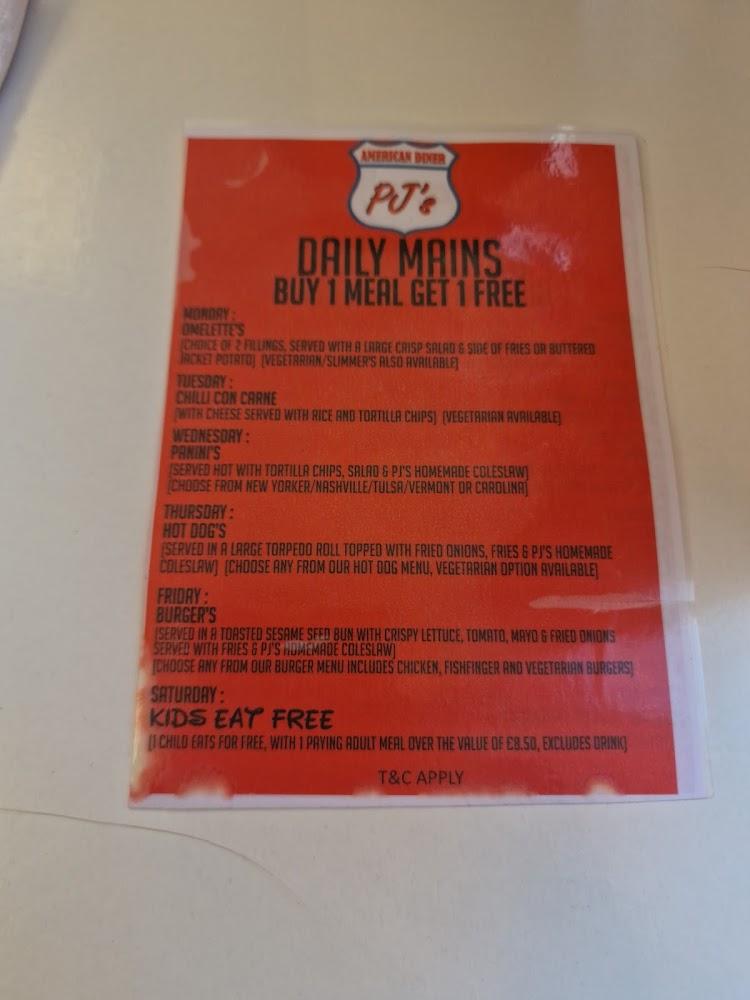 AMERICAN DINER
PJ's
DAILY MAINS
BUY 1 MEAL GET 1 FREE
MONDAY :
OMELETTE'S
(CHOICE OF 2 FILLINGS, SERVED WITH A LARGE CRISP SALAD & SIDE OF FRIES OR BUTTERED
JACKET POTATO) (VEGETARIAN/SLIMMER'S ALSO AVAILABLE)
TUESDAY :
CHILLI CON CARNE
(WITH CHEESE SERVED WITH RICE AND TORTILLA CHIPS) (VEGETARIAN AVAILABLE)
WEDNESDAY :
PANINI'S
(SERVED HOT WITH TORTILLA CHIPS, SALAD & PJ'S HOMEMADE COLESLAW)
(CHOOSE FROM NEW YORKER/NASHVILLE/TULSA/VERMONT OR CAROLINA)
THURSDAY :
HOT DOG'S
(SERVED IN A LARGE TORPEDO ROLL TOPPED WITH FRIED ONIONS, FRIES & PJ'S HOMEMADE
COLESLAW) (CHOOSE ANY FROM OUR HOT DOG MENU, VEGETARIAN OPTION AVAILABLE)
FRIDAY :
BURGER'S
(SERVED IN A TOASTED SESAME SEED BUN WITH CRISPY LETTUCE, TOMATO, MAYO & FRIED ONIONS
SERVED WITH FRIES & PJ'S HOMEMADE COLESLAW)
(CHOOSE ANY FROM OUR BURGER MENU INCLUDES CHICKEN, FISHFINGER AND VEGETARIAN BURGERS)
SATURDAY :
KIDS EAT FREE
(1 CHILD EATS FOR FREE, WITH 1 PAYING ADULT MEAL OVER THE VALUE OF £8.50, EXCLUDES DRINK)
T&C APPLY